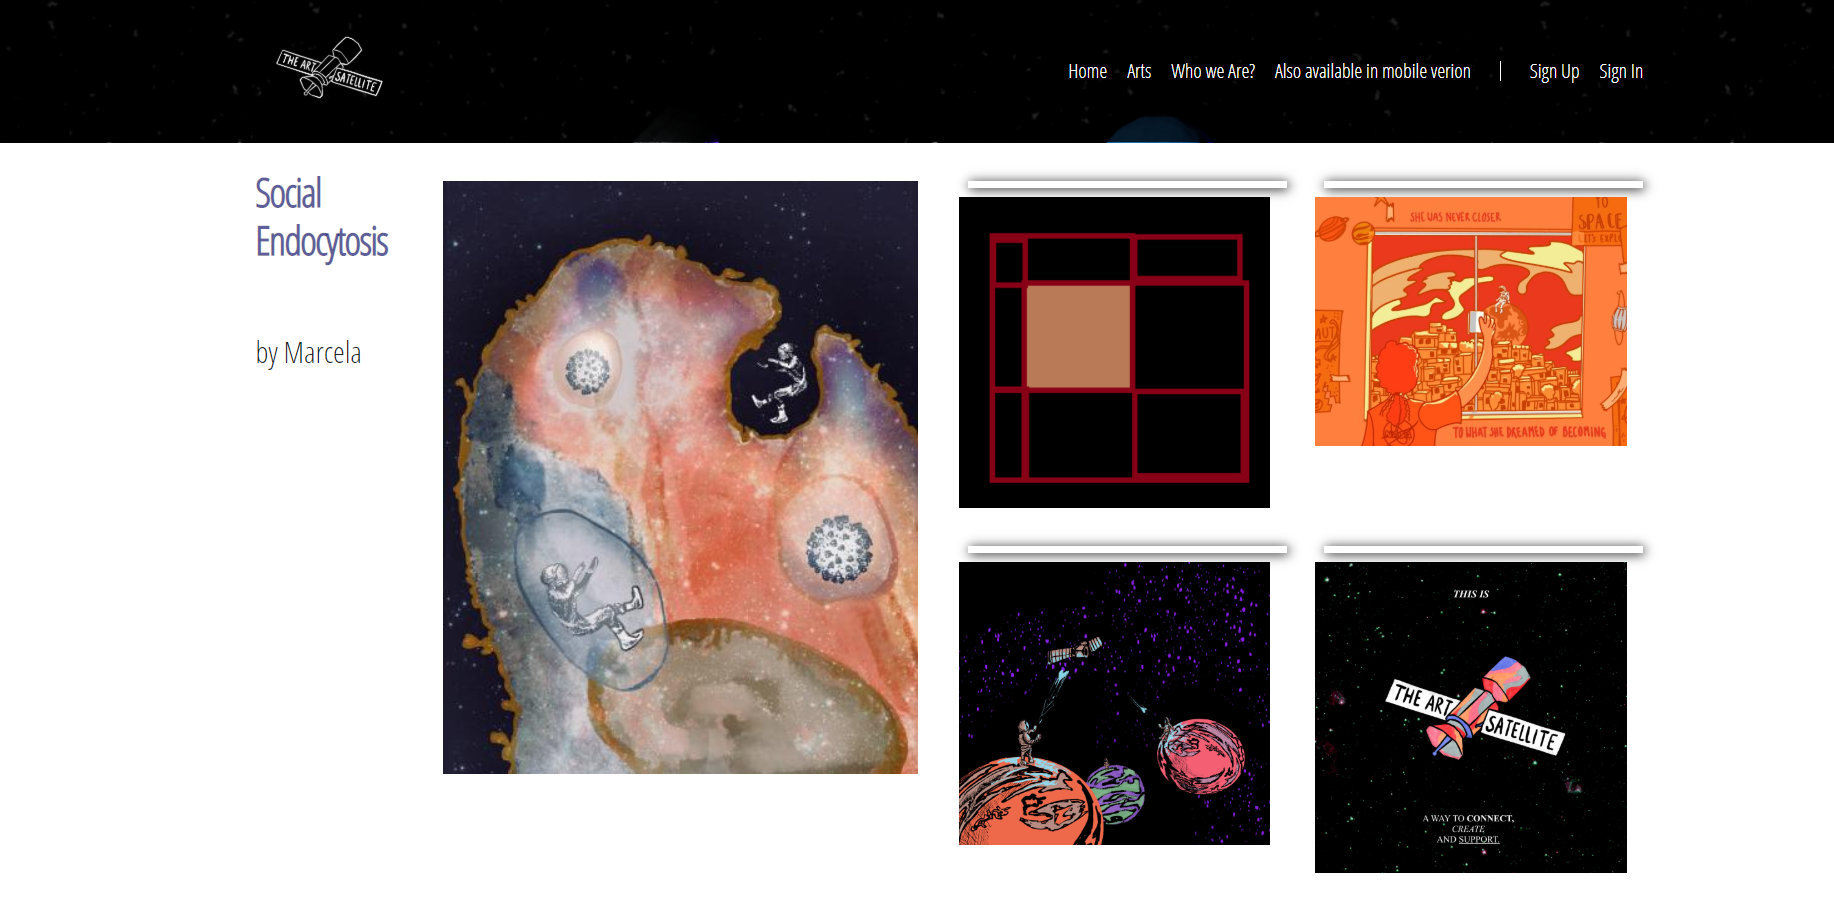 THE ART
SATELLITE
Home Arts Who we Are? Also available in mobile verion Sign Up Sign In
Social
Endocytosis
by Marcela
SHE WAS NEVER CLOSER
TO
SPACE
TO WHAT SHE DREAMED OF BECOMING
THIS IS
THE ART
SATELLITE
A WAY TO CONNECT,
CREATE
AND SUPPORT.